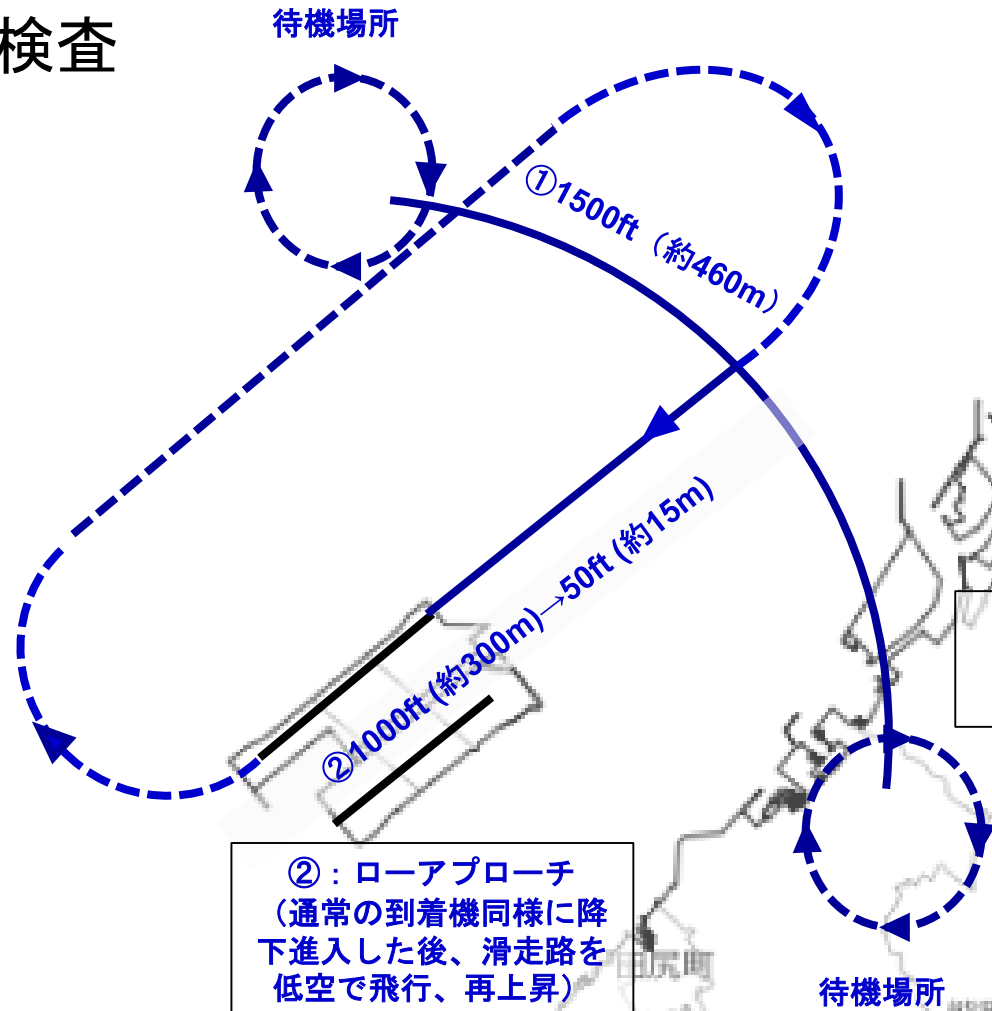 検査
待機場所
①1500ft（約460m）
②1000ft (約300m)→50ft (約15m)
②：ローアプローチ
（通常の到着機同様に降
下進入した後、滑走路を
低空で飛行、再上昇）
待機場所